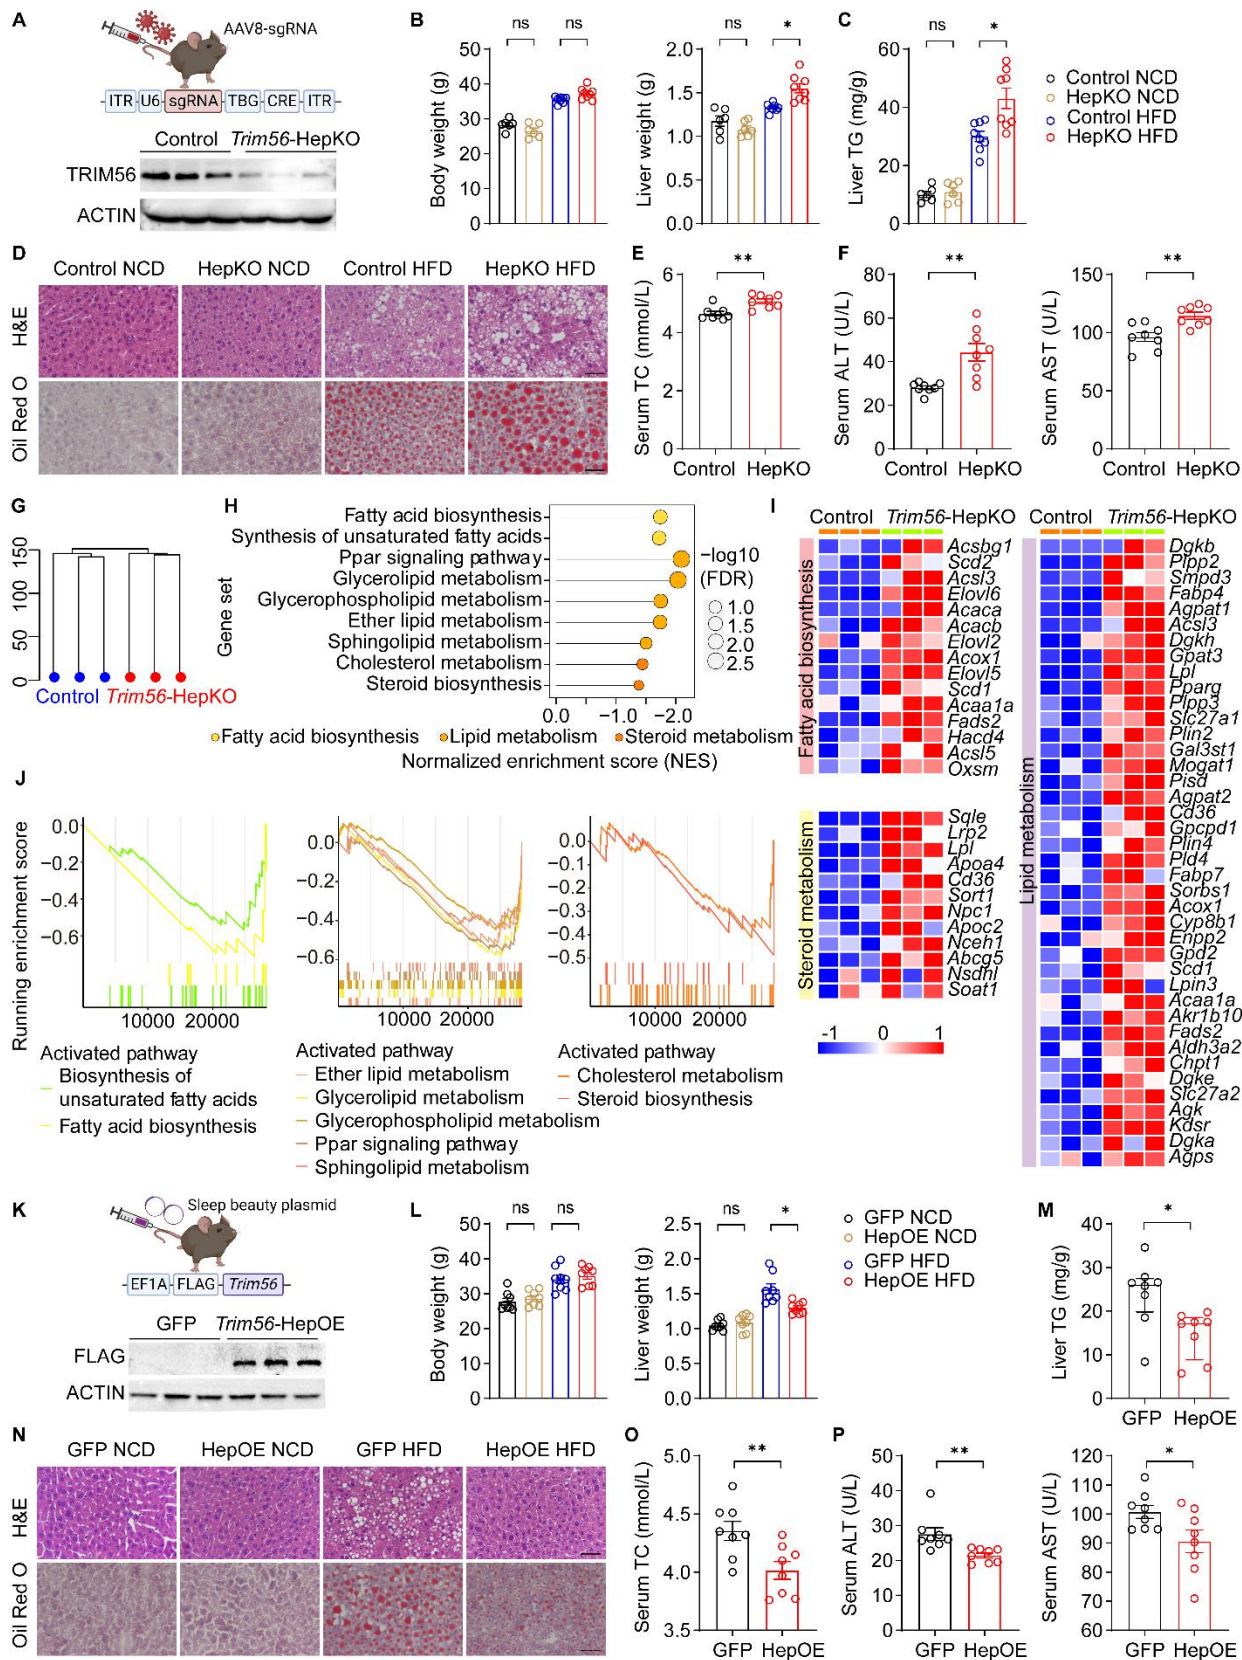 A
AAV8-sgRNA
ITR U6 sgRNA TBG CRE ITR
Control Trim56-HepKO
TRIM56
ACTIN
B
ns ns
Body weight (g)
50
40
30
20
10
0
ns *
Liver weight (g)
2.0
1.5
1.0
0.5
0.0
C
ns *
Liver TG (mg/g)
60
40
20
0
Control NCD
HepKO NCD
Control HFD
HepKO HFD
D
Control NCD HepKO NCD Control HFD HepKO HFD
H&E
Oil Red O
E
**
Serum TC (mmol/L)
6
4
2
0
Control HepKO
F
**
Serum ALT (U/L)
80
60
40
20
0
Control HepKO
**
Serum AST (U/L)
150
100
50
0
Control HepKO
G
150
100
50
0
Control Trim56-HepKO
H
Gene set
Fatty acid biosynthesis
Synthesis of unsaturated fatty acids
Ppar signaling pathway
Glycerolipid metabolism
Glycerophospholipid metabolism
Ether lipid metabolism
Sphingolipid metabolism
Cholesterol metabolism
Steroid biosynthesis
−log10
(FDR)
1.0
1.5
2.0
2.5
0.0 −1.0 −2.0
Fatty acid biosynthesis Lipid metabolism Steroid metabolism
Normalized enrichment score (NES)
I
Control Trim56-HepKO
Fatty acid biosynthesis
Acsbg1
Scd2
Acsl3
Elovl6
Acaca
Acacb
Elovl2
Acox1
Elovl5
Scd1
Acaa1a
Fads2
Hacd4
Acsl5
Oxsm
Steroid metabolism
Sqle
Lrp2
Lpl
Apoa4
Cd36
Sort1
Npc1
Apoc2
Nceh1
Abcg5
Nsdhl
Soat1
-1 0 1
Control Trim56-HepKO
Lipid metabolism
Dgkb
Plpp2
Smpd3
Fabp4
Agpat1
Acsl3
Dgkh
Gpat3
Lpl
Pparg
Plpp3
Slc27a1
Plin2
Gal3st1
Mogat1
Pisd
Agpat2
Cd36
Gpcpd1
Plin4
Pld4
Fabp7
Sorbs1
Acox1
Cyp8b1
Enpp2
Gpd2
Scd1
Lpin3
Acaa1a
Akr1b10
Fads2
Aldh3a2
Chpt1
Dgke
Slc27a2
Agk
Kdsr
Dgka
Agps
J
Running enrichment score
0.0
−0.2
−0.4
−0.6
10000 20000
0.0
−0.2
−0.4
−0.6
10000 20000
0.0
−0.1
−0.2
−0.3
−0.4
−0.5
10000 20000
Activated pathway
Biosynthesis of
unsaturated fatty acids
Fatty acid biosynthesis
Activated pathway
Ether lipid metabolism
Glycerolipid metabolism
Glycerophospholipid metabolism
Ppar signaling pathway
Sphingolipid metabolism
Activated pathway
Cholesterol metabolism
Steroid biosynthesis
K
Sleep beauty plasmid
EF1A FLAG Trim56
GFP Trim56-HepOE
FLAG
ACTIN
L
ns ns
Body weight (g)
50
40
30
20
10
0
ns *
Liver weight (g)
2.5
2.0
1.5
1.0
0.5
0.0
GFP NCD
HepOE NCD
GFP HFD
HepOE HFD
M
*
Liver TG (mg/g)
40
30
20
10
0
GFP HepOE
N
GFP NCD HepOE NCD GFP HFD HepOE HFD
H&E
Oil Red O
O
**
Serum TC (mmol/L)
5.0
4.5
4.0
3.5
GFP HepOE
P
**
Serum ALT (U/L)
50
40
30
20
10
0
GFP HepOE
*
Serum AST (U/L)
120
110
100
90
80
70
60
GFP HepOE